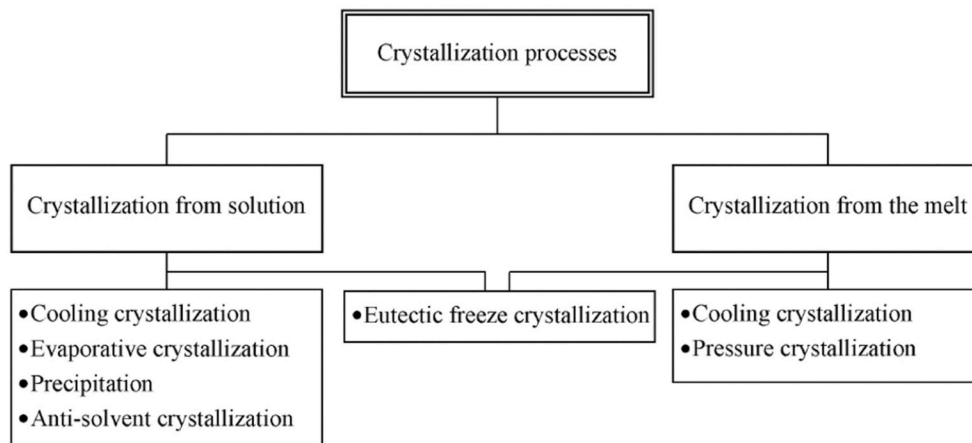 Crystallization processes
Crystallization from solution
Crystallization from the melt
•Cooling crystallization
•Evaporative crystallization
•Precipitation
•Anti-solvent crystallization
•Eutectic freeze crystallization
•Cooling crystallization
•Pressure crystallization